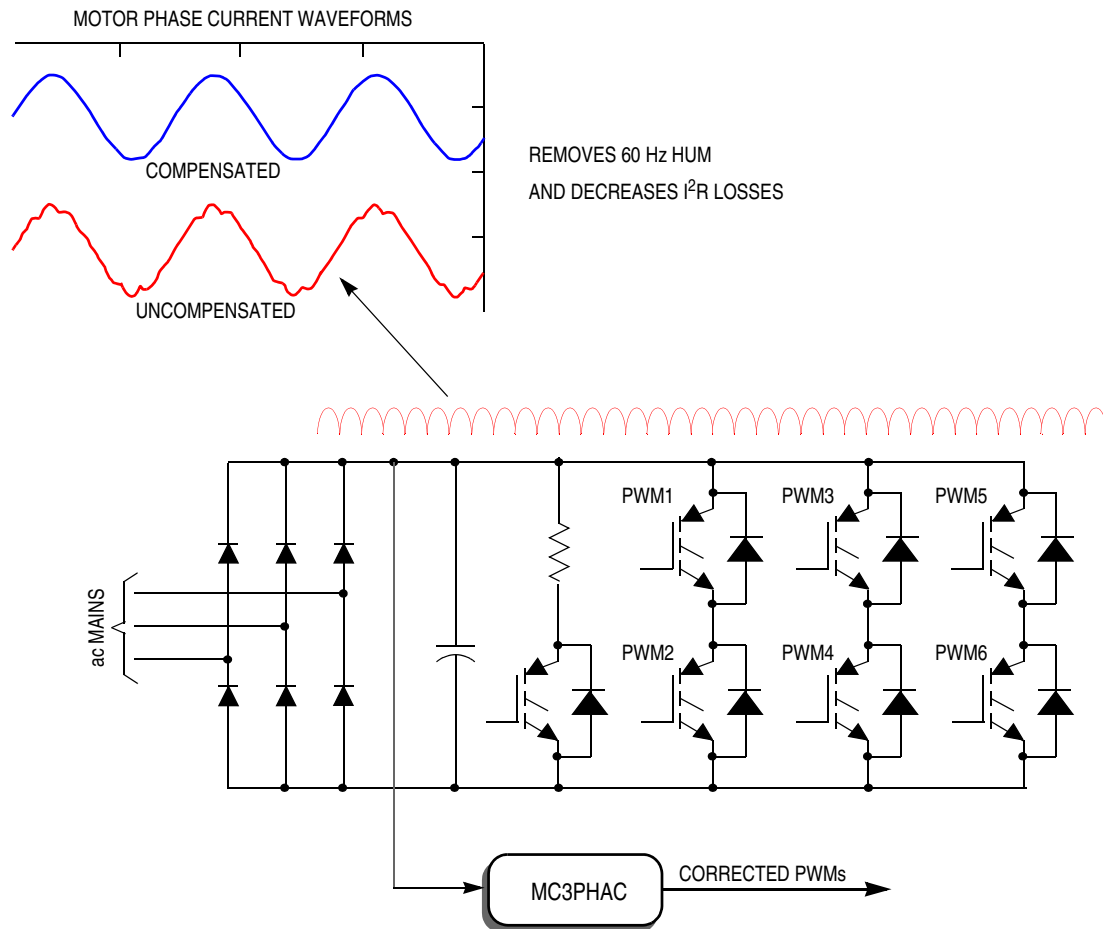 MOTOR PHASE CURRENT WAVEFORMS
COMPENSATED
REMOVES 60 Hz HUM
AND DECREASES I²R LOSSES
UNCOMPENSATED
PWM1
PWM3
PWM5
ac MAINS
PWM2
PWM4
PWM6
MC3PHAC
CORRECTED PWMs